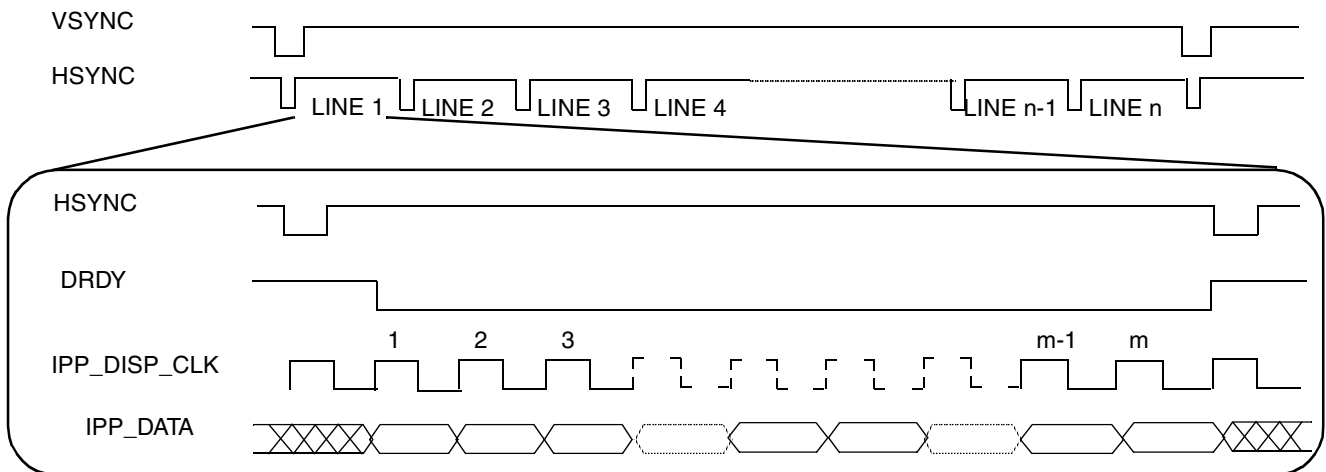 VSYNC
HSYNC
LINE 1 LINE 2 LINE 3 LINE 4 LINE n-1 LINE n
HSYNC
DRDY
1 2 3 m-1 m
IPP_DISP_CLK
IPP_DATA